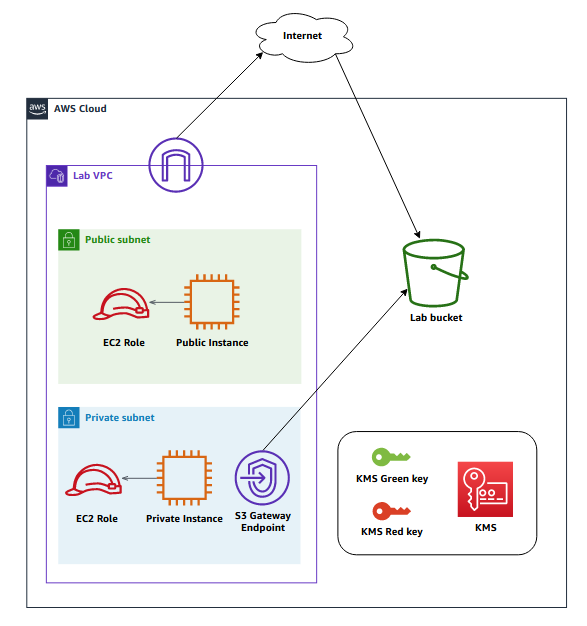 Internet
aws
AWS Cloud
Lab VPC
Public subnet
EC2 Role
Public Instance
Lab bucket
Private subnet
EC2 Role
Private Instance
S3 Gateway
Endpoint
KMS Green key
KMS Red key
KMS